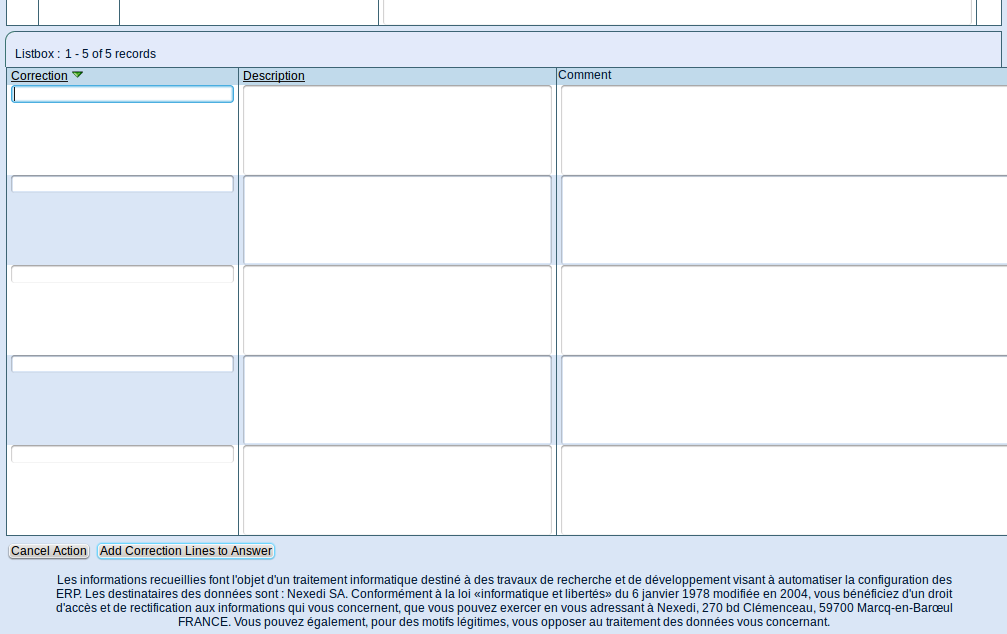 Listbox : 1 - 5 of 5 records
Correction Description Comment
Cancel Action Add Correction Lines to Answer
Les informations recueillies font l'objet d'un traitement informatique destiné à des travaux de recherche et de développement visant à automatiser la configuration des
ERP. Les destinataires des données sont : Nexedi SA. Conformément à la loi «informatique et libertés» du 6 janvier 1978 modifiée en 2004, vous bénéficiez d'un droit
d'accès et de rectification aux informations qui vous concernent, que vous pouvez exercer en vous adressant à Nexedi, 270 bd Clémenceau, 59700 Marcq-en-Barœul
FRANCE. Vous pouvez également, pour des motifs légitimes, vous opposer au traitement des données vous concernant.